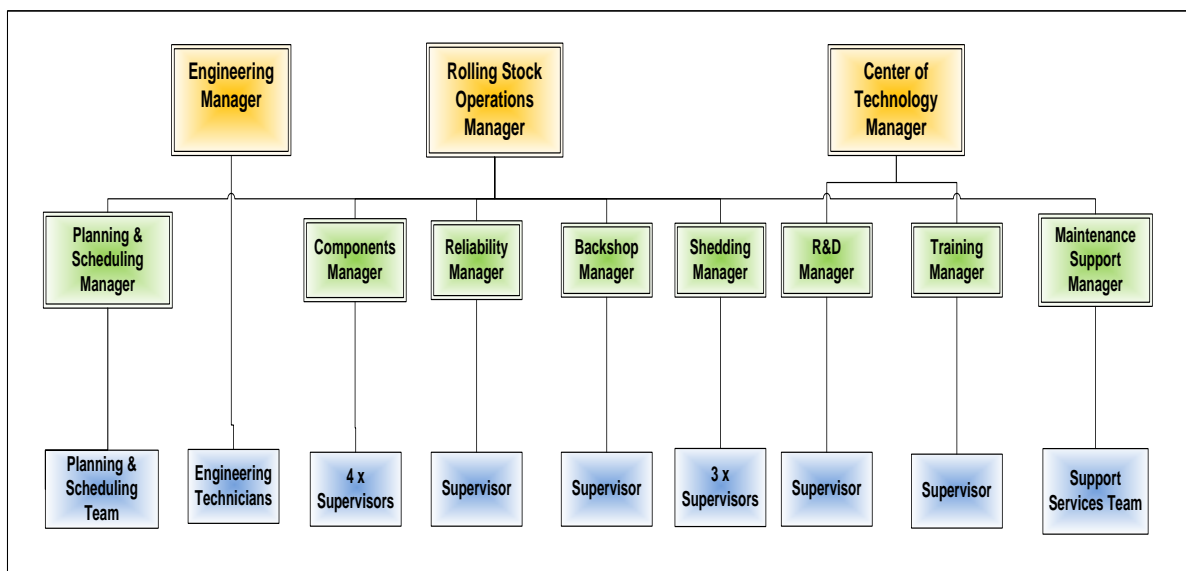 Engineering
Manager
Rolling Stock
Operations
Manager
Center of
Technology
Manager
Planning &
Scheduling
Manager
Components
Manager
Reliability
Manager
Backshop
Manager
Shedding
Manager
R&D
Manager
Training
Manager
Maintenance
Support
Manager
Planning &
Scheduling
Team
Engineering
Technicians
4 x
Supervisors
Supervisor
Supervisor
3 x
Supervisors
Supervisor
Supervisor
Support
Services Team